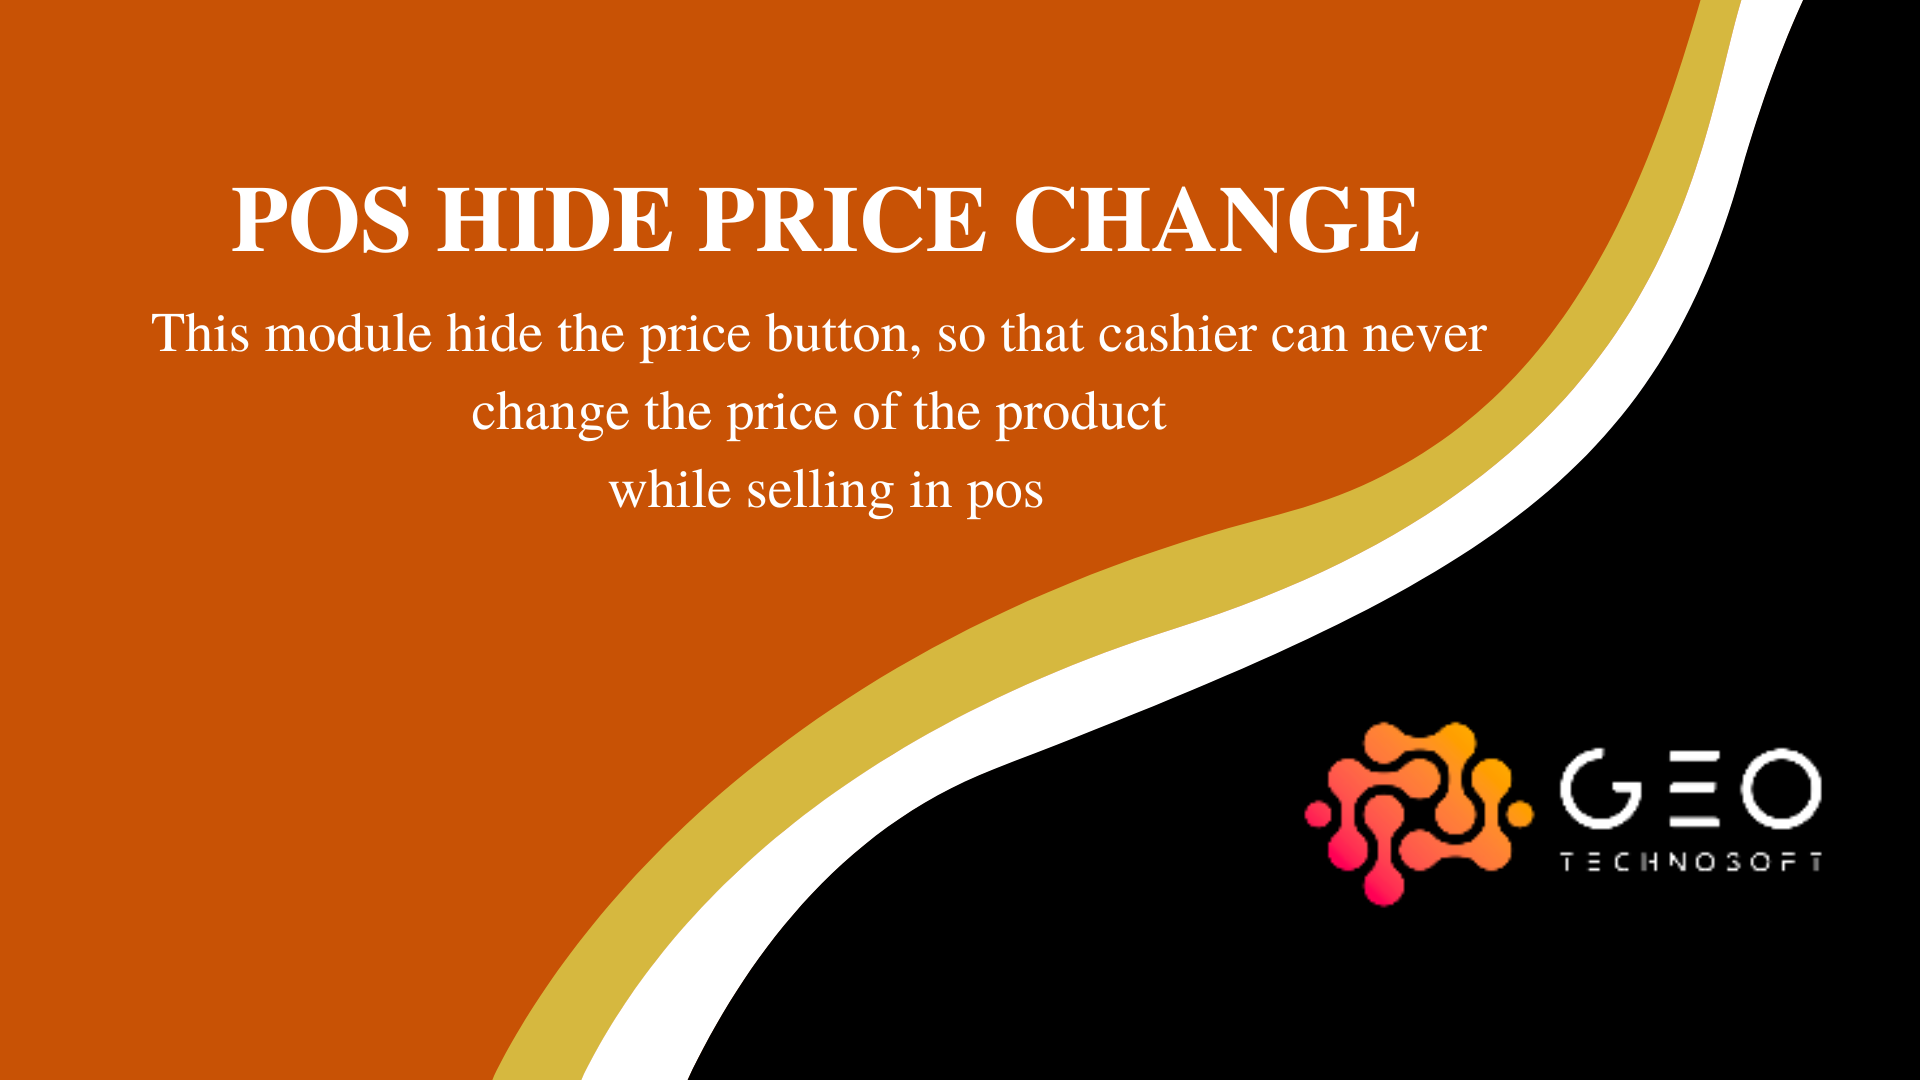 POS HIDE PRICE CHANGE
This module hide the price button, so that cashier can never
change the price of the product
while selling in pos
GEO
TECHNOSOFT